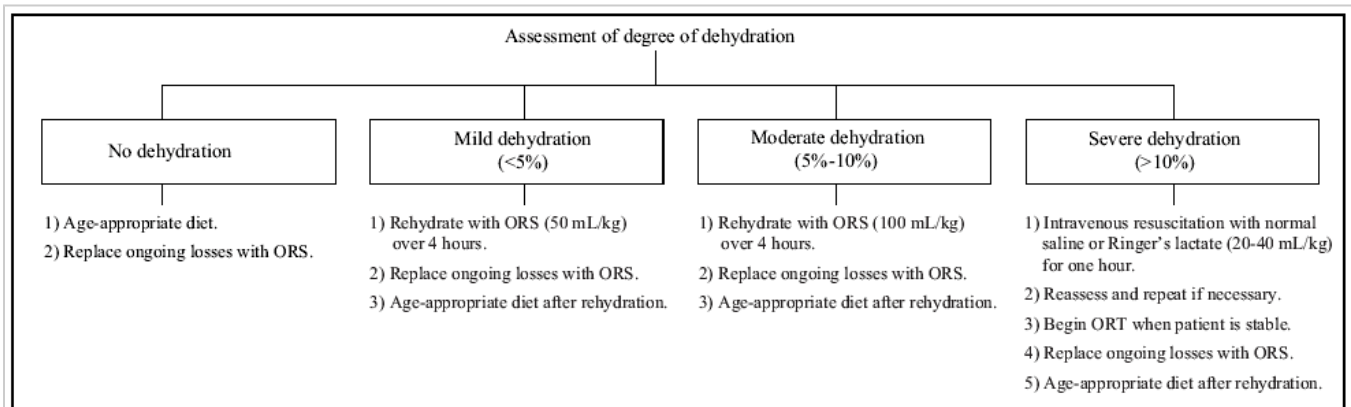 Assessment of degree of dehydration
No dehydration
1) Age-appropriate diet.
2) Replace ongoing losses with ORS.
Mild dehydration
(<5%)
1) Rehydrate with ORS (50 mL/kg)
over 4 hours.
2) Replace ongoing losses with ORS.
3) Age-appropriate diet after rehydration.
Moderate dehydration
(5%-10%)
1) Rehydrate with ORS (100 mL/kg)
over 4 hours.
2) Replace ongoing losses with ORS.
3) Age-appropriate diet after rehydration.
Severe dehydration
(>10%)
1) Intravenous resuscitation with normal
saline or Ringer's lactate (20-40 mL/kg)
for one hour.
2) Reassess and repeat if necessary.
3) Begin ORT when patient is stable.
4) Replace ongoing losses with ORS.
5) Age-appropriate diet after rehydration.